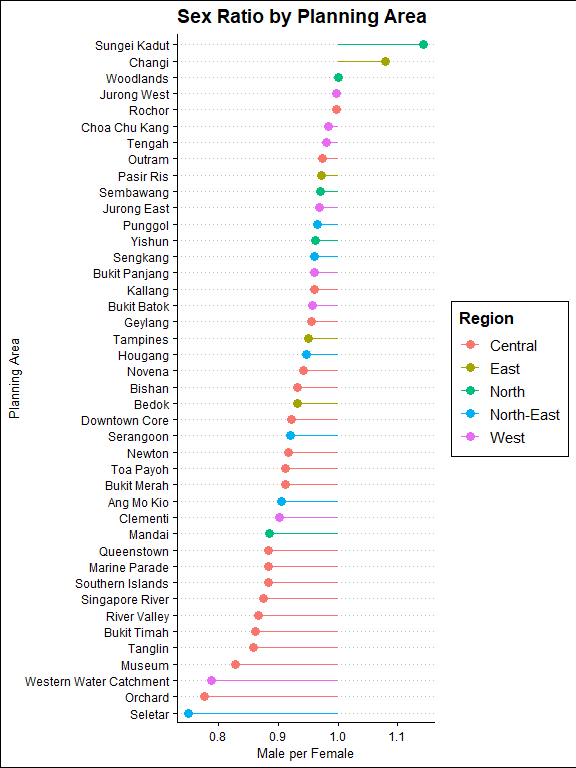 Sex Ratio by Planning Area
Planning Area
Sungei Kadut
Changi
Woodlands
Jurong West
Rochor
Choa Chu Kang
Tengah
Outram
Pasir Ris
Sembawang
Jurong East
Punggol
Yishun
Sengkang
Bukit Panjang
Kallang
Bukit Batok
Geylang
Tampines
Hougang
Novena
Bishan
Bedok
Downtown Core
Serangoon
Newton
Toa Payoh
Bukit Merah
Ang Mo Kio
Clementi
Mandai
Queenstown
Marine Parade
Southern Islands
Singapore River
River Valley
Bukit Timah
Tanglin
Museum
Western Water Catchment
Orchard
Seletar
0.8 0.9 1.0 1.1
Male per Female
Region
Central
East
North
North-East
West